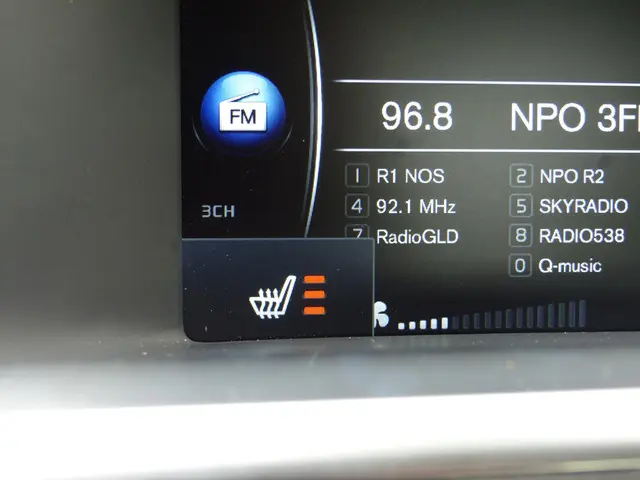 FM
96.8 NPO 3F
1 R1 NOS 2 NPO R2
3CH
4 92.1 MHz 5 SKYRADIO
7 RadioGLD 8 RADIO538
0 Q-music